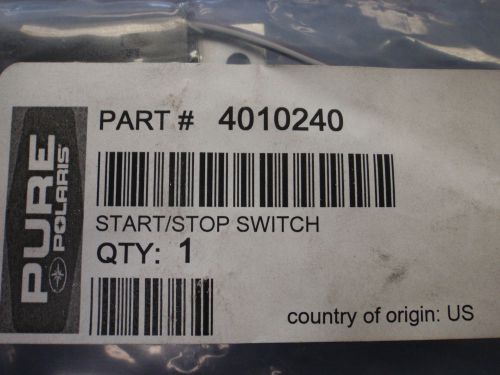 PURE
POLARIS
PART # 4010240
START/STOP SWITCH
QTY: 1
country of origin: US